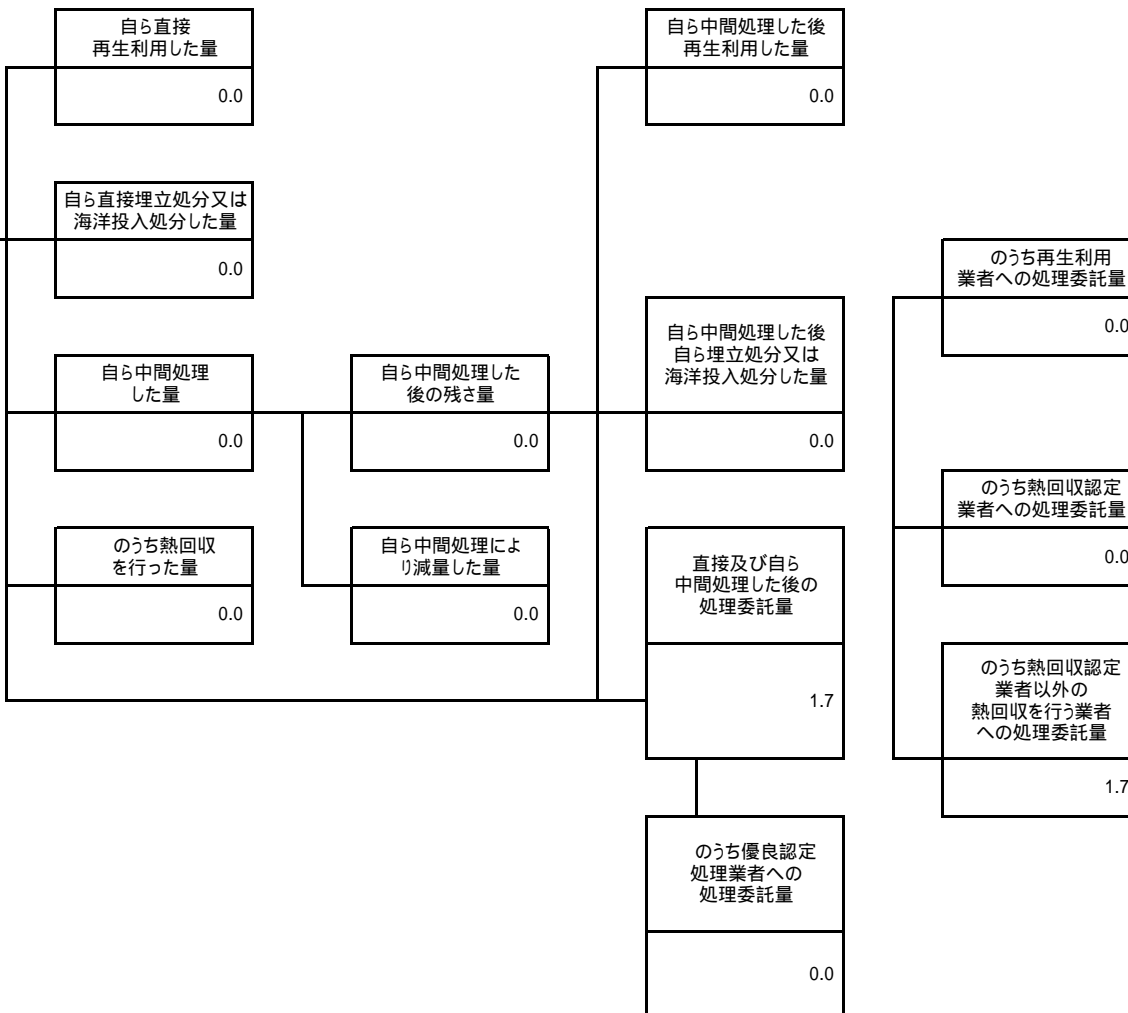 自ら直接
再生利用した量
0.0
自ら中間処理した後
再生利用した量
0.0
自ら直接埋立処分又は
海洋投入処分した量
0.0
のうち再生利用
業者への処理委託量
0.0
自ら中間処理した後
自ら埋立処分又は
海洋投入処分した量
0.0
自ら中間処理
した量
0.0
自ら中間処理した
後の残さ量
0.0
のうち熱回収認定
業者への処理委託量
0.0
のうち熱回収
を行った量
0.0
自ら中間処理によ
り減量した量
0.0
直接及び自ら
中間処理した後の
処理委託量
1.7
のうち熱回収認定
業者以外の
熱回収を行う業者
への処理委託量
1.7
のうち優良認定
処理業者への
処理委託量
0.0